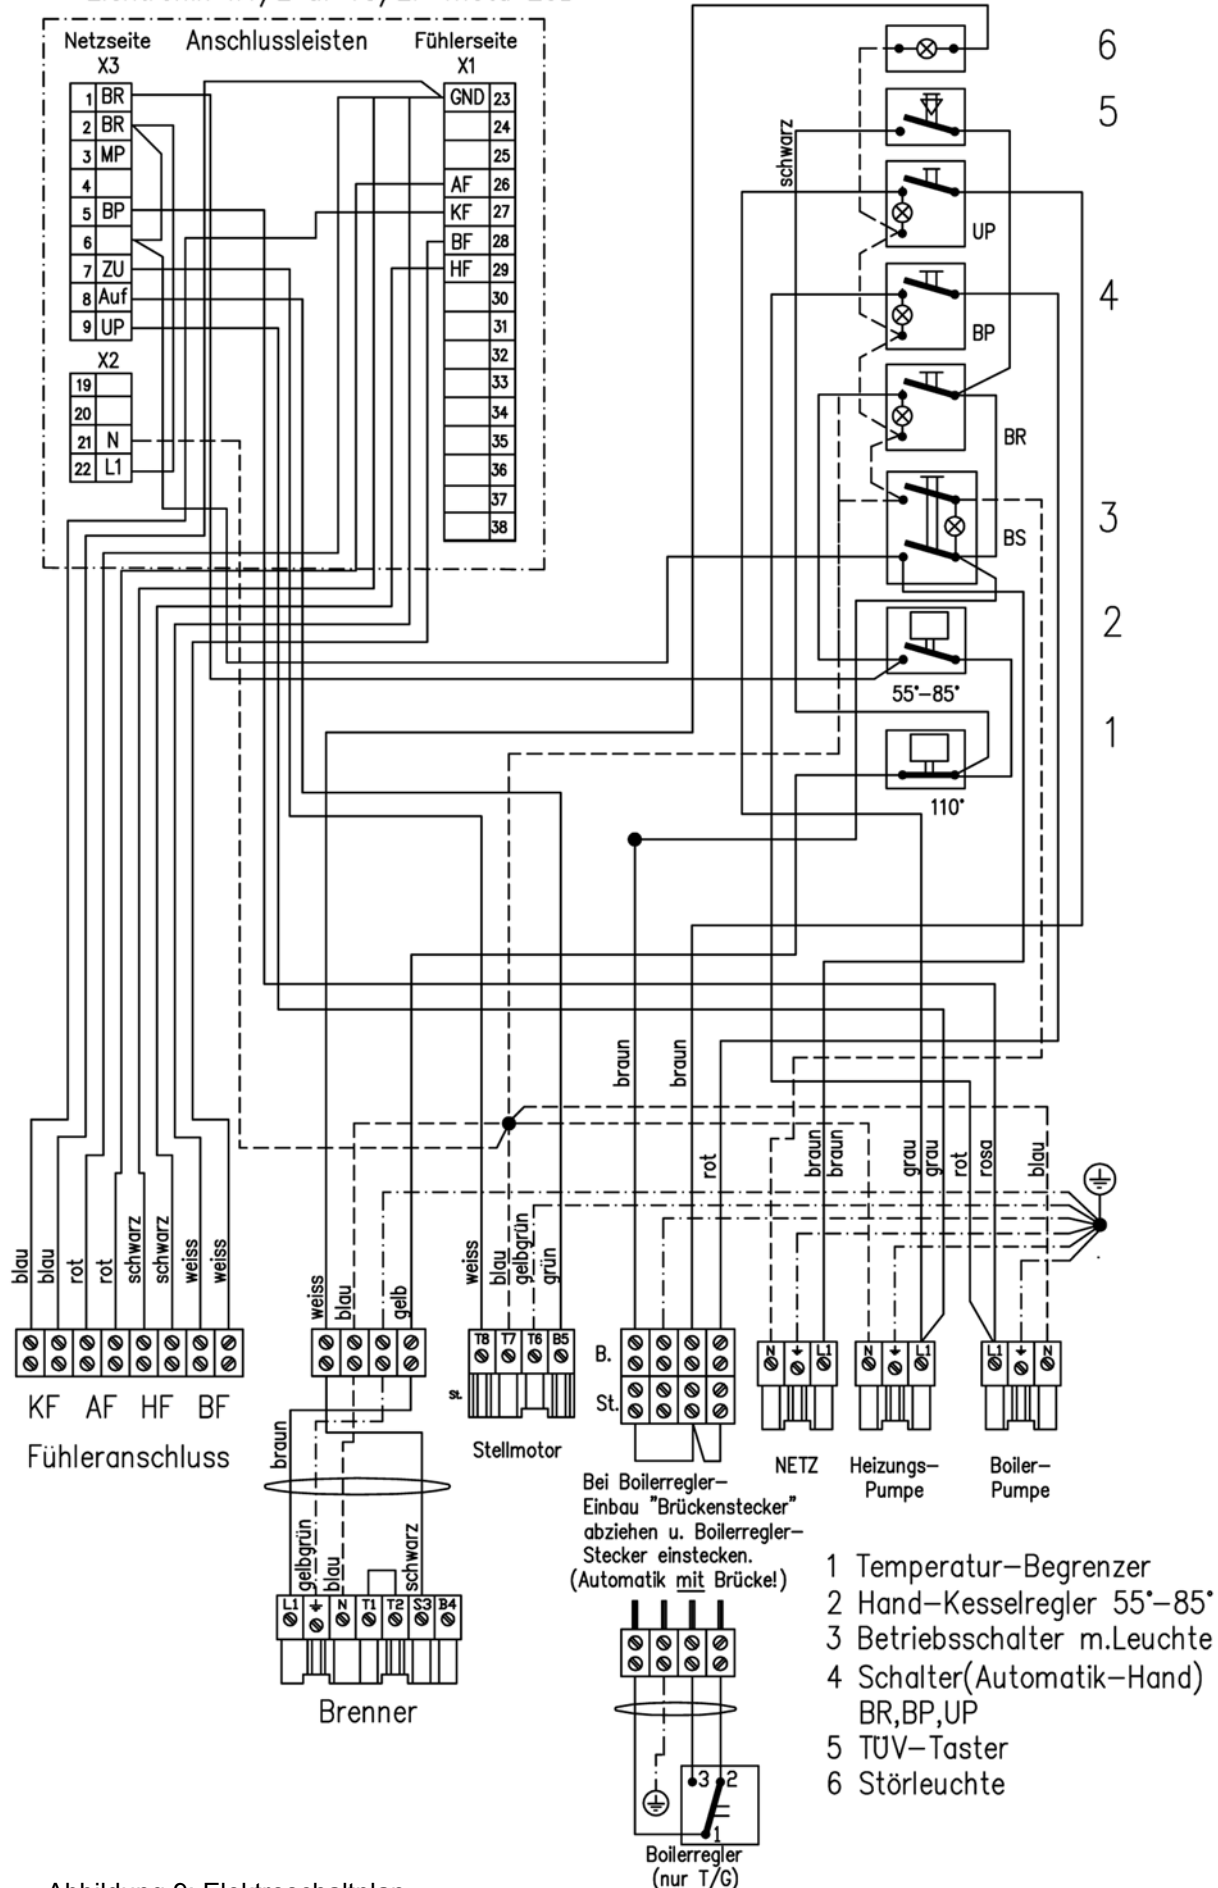 Netzseite Anschlussleisten Fühlerseite
X3 X1
1 BR
2 BR
3 MP
4
5 BP
6
7 ZU
8 Auf
9 UP
X2
19
20
21 N
22 L1
GND 23
24
25
AF 26
KF 27
BF 28
HF 29
30
31
32
33
34
35
36
37
38
6
5
schwarz
UP
4
BP
BR
3
BS
2
55°-85°
1
110°
braun
braun
rot
braun
braun
grau
grau
rot
rosa
blau
blau
blau
rot
rot
schwarz
schwarz
weiss
weiss
weiss
blau
gelb
weiss
blau
gelbgrün
grün
KF AF HF BF
Fühleranschluss
T8 T7 T6 B5
St.
Stellmotor
B.
St.
N L1
NETZ
N L1
Heizungs-
Pumpe
L1 N
Boiler-
Pumpe
braun
gelbgrün
blau
schwarz
L1 N T1 T2 S3 B4
Brenner
Bei Boilerregler-
Einbau "Brückenstecker"
abziehen u. Boilerregler-
Stecker einstecken.
(Automatik mit Brücke!)
3 2
1
Boilerregler
(nur T/G)
1 Temperatur-Begrenzer
2 Hand-Kesselregler 55°-85°
3 Betriebsschalter m.Leuchte
4 Schalter(Automatik-Hand)
BR,BP,UP
5 TÜV-Taster
6 Störleuchte